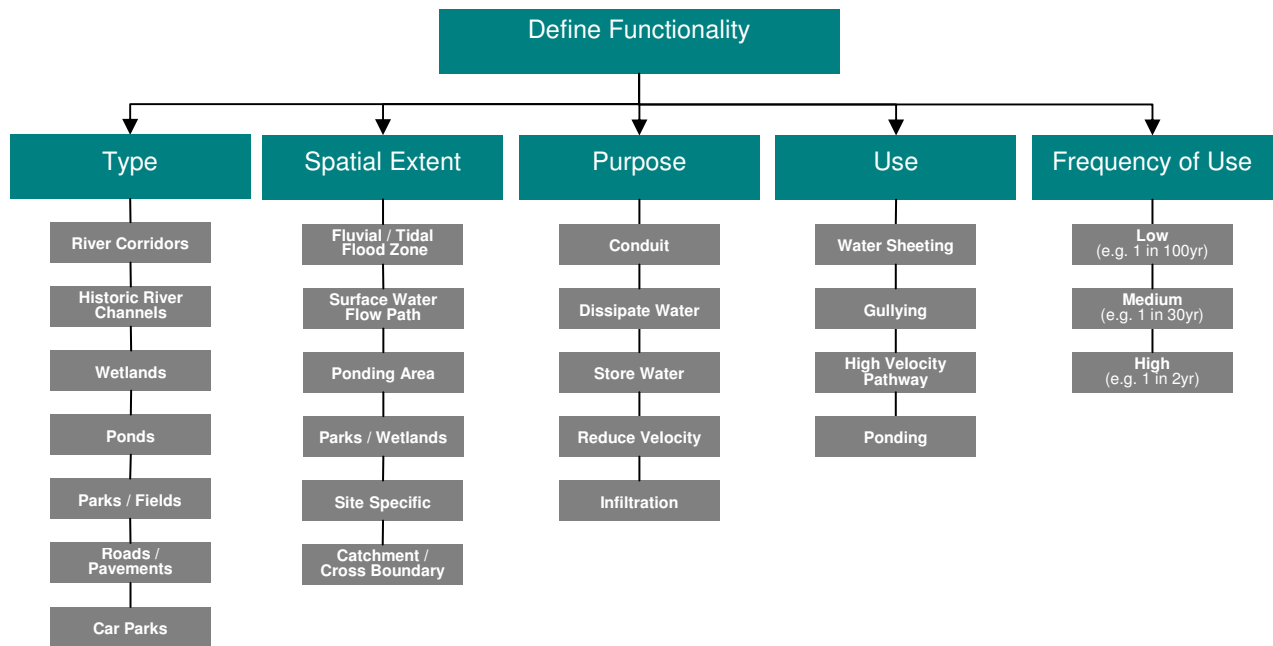 Define Functionality
Type
River Corridors
Historic River
Channels
Wetlands
Ponds
Parks / Fields
Roads /
Pavements
Car Parks
Spatial Extent
Fluvial / Tidal
Flood Zone
Surface Water
Flow Path
Ponding Area
Parks / Wetlands
Site Specific
Catchment /
Cross Boundary
Purpose
Conduit
Dissipate Water
Store Water
Reduce Velocity
Infiltration
Use
Water Sheeting
Gullying
High Velocity
Pathway
Ponding
Frequency of Use
Low
(e.g. 1 in 100yr)
Medium
(e.g. 1 in 30yr)
High
(e.g. 1 in 2yr)